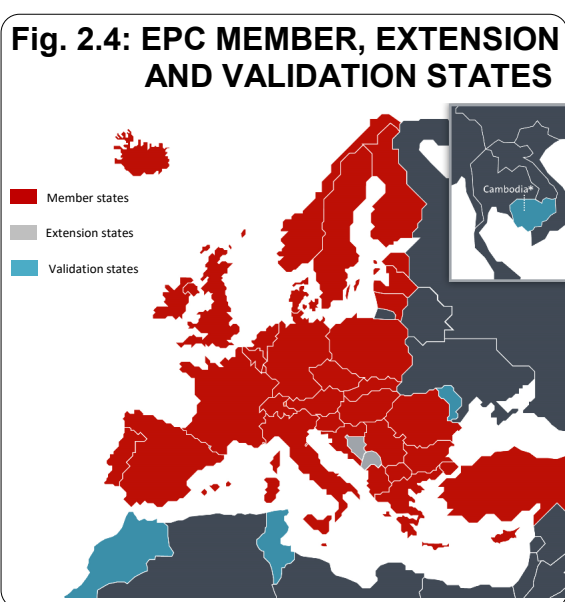 Fig. 2.4: EPC MEMBER, EXTENSION
AND VALIDATION STATES
Cambodia*
Member states
Extension states
Validation states